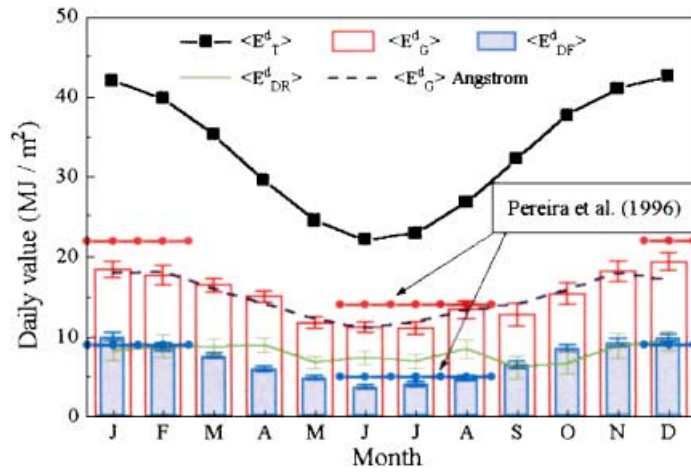 50
40
30
20
10
0
Daily value (MJ / m²)
<E^d_T>
<E^d_G>
<E^d_DF>
<E^d_DR>
<E^d_G> Angstrom
Pereira et al. (1996)
J F M A M J J A S O N D
Month